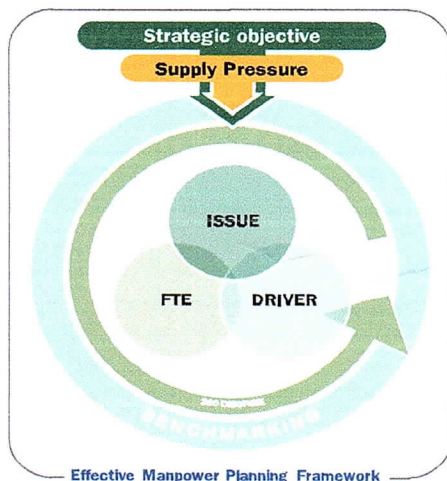 Strategic objective
Supply Pressure
ISSUE
FTE
DRIVER
BENCHMARKING
Effective Manpower Planning Framework